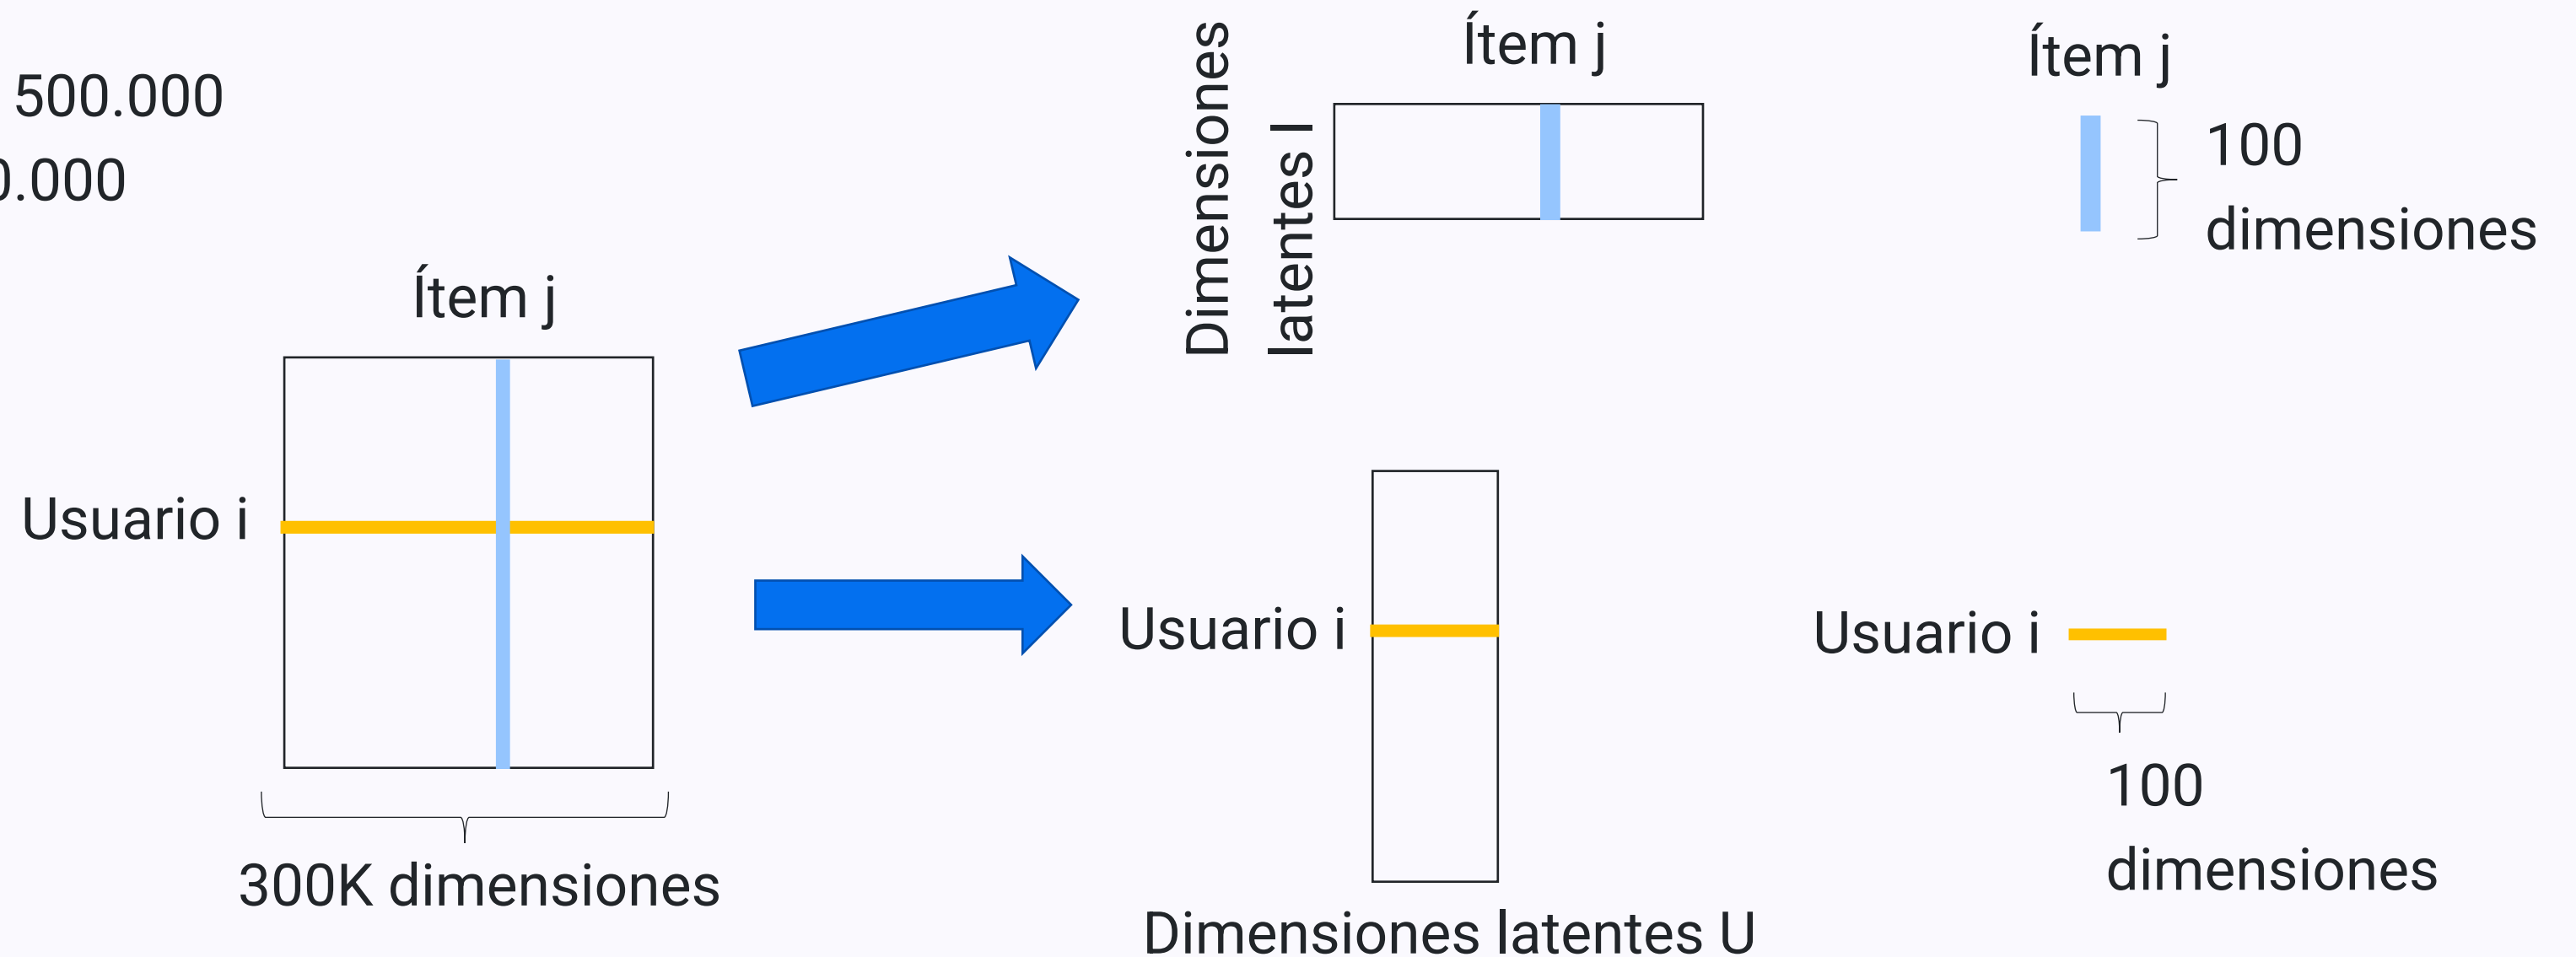 500.000
0.000
Ítem j
Usuario i
300K dimensiones
Dimensiones
latentes I
Ítem j
Usuario i
Dimensiones latentes U
Ítem j
100
dimensiones
Usuario i
100
dimensiones